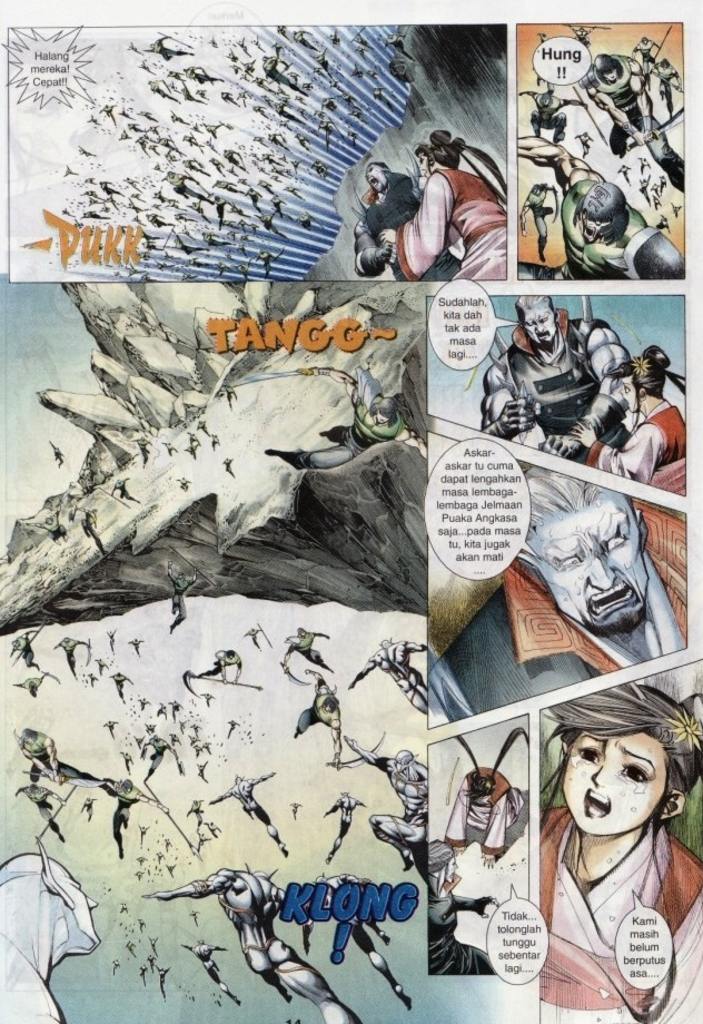 Halang
mereka!
Cepat!!
~PUKK
Hung
!!
TANGG~
Sudahlah,
kita dah
tak ada
masa
lagi....
Askar-
askar tu cuma
dapat lengahkan
masa lembaga-
lembaga Jelmaan
Puaka Angkasa
saja...pada masa
tu, kita jugak
akan mati
....
KLONG
!
Tidak...
tolonglah
tunggu
sebentar
lagi....
Kami
masih
belum
berputus
asa....